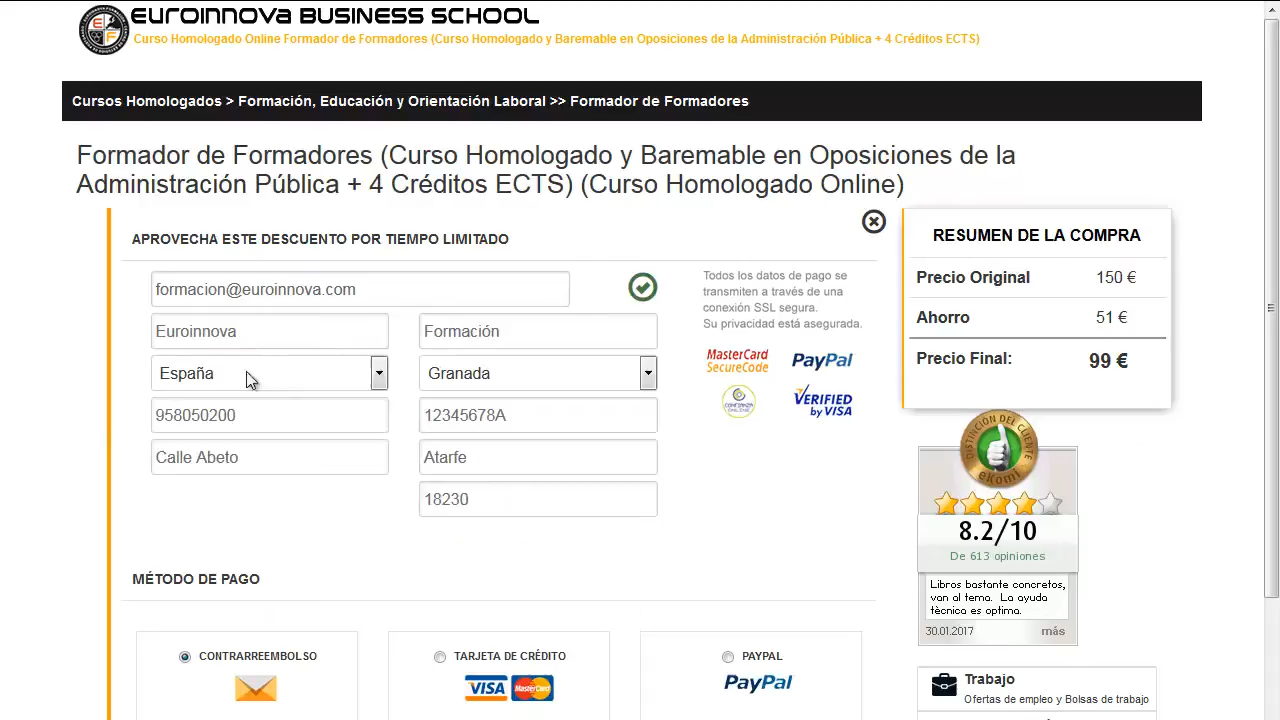 EUROINNOVA BUSINESS SCHOOL
Curso Homologado Online Formador de Formadores (Curso Homologado y Baremable en Oposiciones de la Administración Pública + 4 Créditos ECTS)
Cursos Homologados > Formación, Educación y Orientación Laboral >> Formador de Formadores
Formador de Formadores (Curso Homologado y Baremable en Oposiciones de la
Administración Pública + 4 Créditos ECTS) (Curso Homologado Online)
APROVECHA ESTE DESCUENTO POR TIEMPO LIMITADO
formacion@euroinnova.com
Euroinnova
Formación
España
Granada
958050200
12345678A
Calle Abeto
Atarfe
18230
Todos los datos de pago se
transmiten a través de una
conexión SSL segura.
Su privacidad está asegurada.
MasterCard
SecureCode
PayPal
CONFIANZA
ONLINE
VERIFIED
by VISA
RESUMEN DE LA COMPRA
Precio Original 150 €
Ahorro 51 €
Precio Final: 99 €
DISTINCIÓN DEL CLIENTE
eKomi
8.2/10
De 613 opiniones
Libros bastante concretos,
van al tema. La ayuda
tècnica es optima.
30.01.2017 más
Trabajo
Ofertas de empleo y Bolsas de trabajo
MÉTODO DE PAGO
CONTRARREEMBOLSO
TARJETA DE CRÉDITO
VISA MasterCard
PAYPAL
PayPal